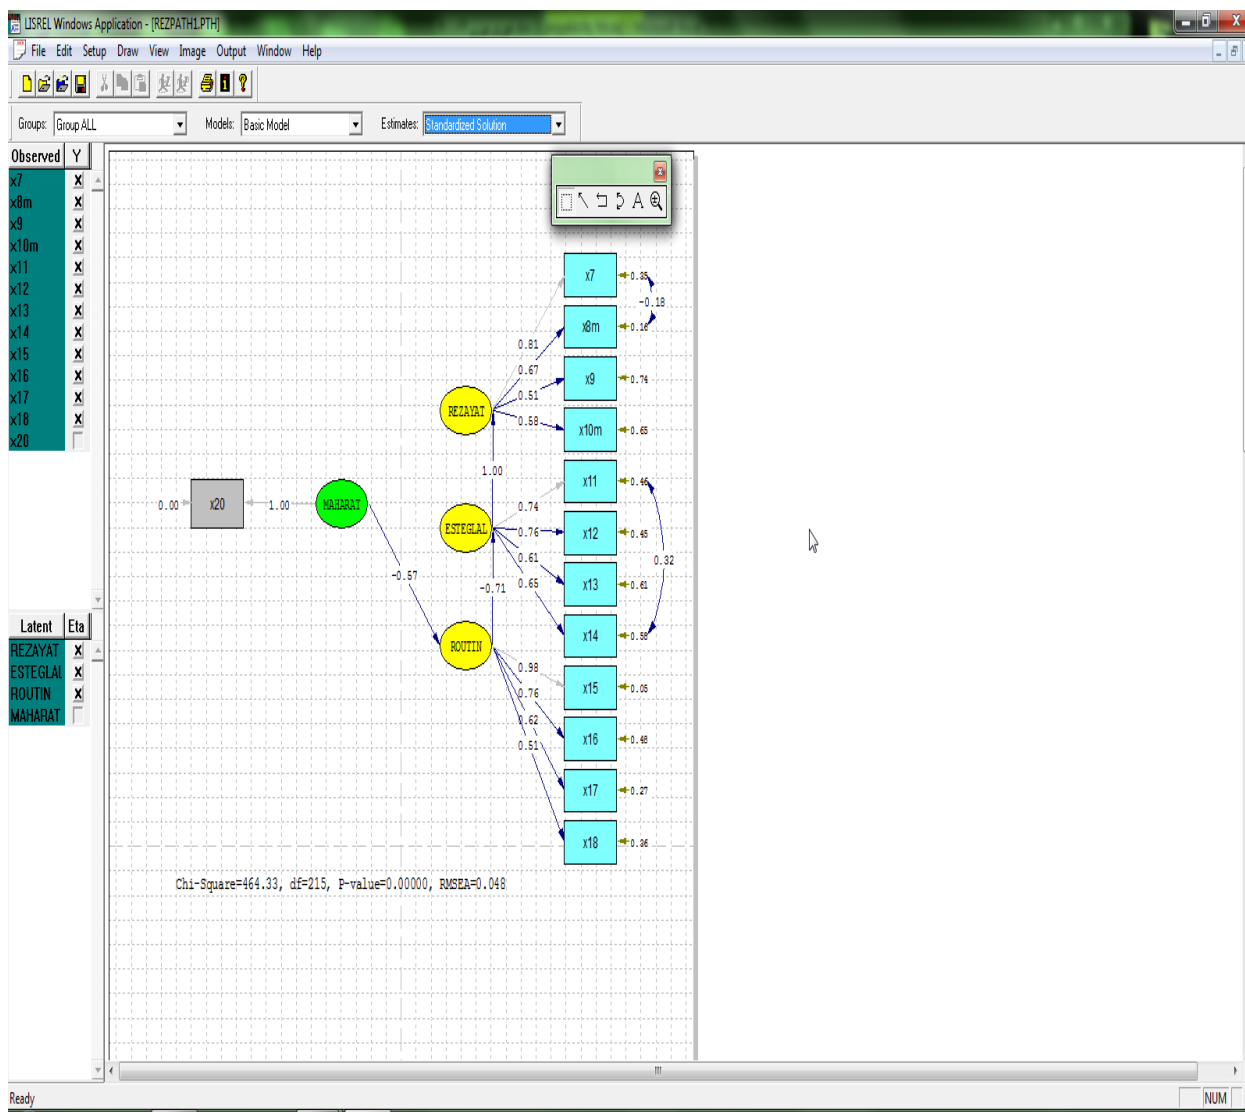 LISREL Windows Application - [REZPATH1.PTH]
File Edit Setup Draw View Image Output Window Help
Groups: Group ALL Models: Basic Model Estimates: Standardized Solution
Observed Y
x7
x8m
x9
x10m
x11
x12
x13
x14
x15
x16
x17
x18
x20
Latent Eta
REZAYAT
ESTEGLAL
ROUTIN
MAHARAT
A
x7 0.35
-0.18
x8m 0.16
0.81
0.67
x9 0.74
0.51
REZAYAT
0.58
x10m 0.65
1.00
x11 0.46
0.00 x20 1.00 MAHARAT
0.74
ESTEGLAL
0.76
x12 0.45
0.61
0.32
-0.57
-0.71
0.65
x13 0.61
x14 0.58
ROUTIN
0.98
x15 0.05
0.76
0.62
x16 0.48
0.51
x17 0.27
x18 0.36
Chi-Square=464.33, df=215, P-value=0.00000, RMSEA=0.048
Ready NUM